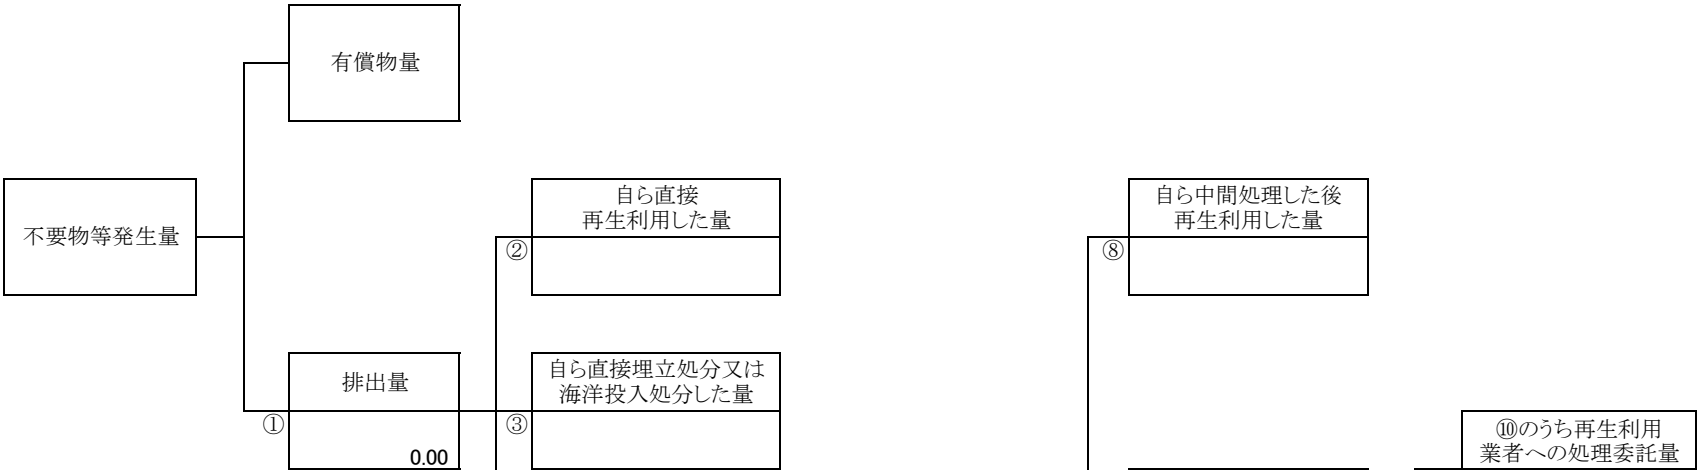 有償物量
不要物等発生量
自ら直接
再生利用した量
②
自ら中間処理した後
再生利用した量
⑧
排出量
①
0.00
自ら直接埋立処分又は
海洋投入処分した量
③
⑩のうち再生利用
業者への処理委託量